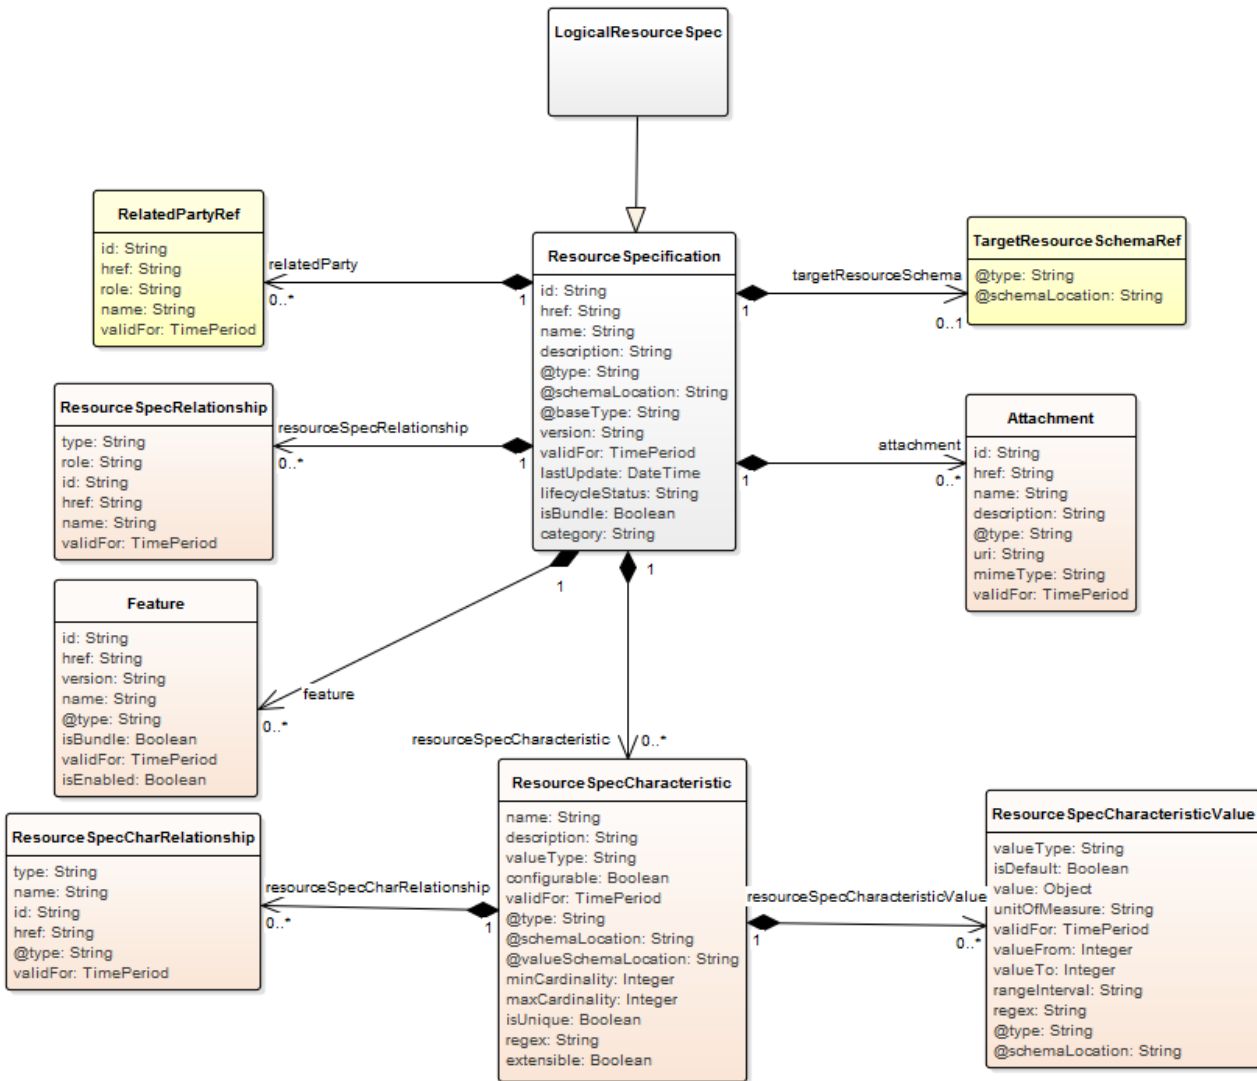 LogicalResourceSpec
RelatedPartyRef
id: String
href: String
role: String
name: String
validFor: TimePeriod
relatedParty
0..*
1
ResourceSpecification
id: String
href: String
name: String
description: String
@type: String
@schemaLocation: String
@baseType: String
version: String
validFor: TimePeriod
lastUpdate: DateTime
lifecycleStatus: String
isBundle: Boolean
category: String
targetResourceSchema
1
0..1
TargetResourceSchemaRef
@type: String
@schemaLocation: String
ResourceSpecRelationship
type: String
role: String
id: String
href: String
name: String
validFor: TimePeriod
resourceSpecRelationship
0..*
1
attachment
1
0..*
Attachment
id: String
href: String
name: String
description: String
@type: String
uri: String
mimeType: String
validFor: TimePeriod
Feature
id: String
href: String
version: String
name: String
@type: String
isBundle: Boolean
validFor: TimePeriod
isEnabled: Boolean
1
feature
0..*
1
resourceSpecCharacteristic
0..*
ResourceSpecCharacteristic
name: String
description: String
valueType: String
configurable: Boolean
validFor: TimePeriod
@type: String
@schemaLocation: String
@valueSchemaLocation: String
minCardinality: Integer
maxCardinality: Integer
isUnique: Boolean
regex: String
extensible: Boolean
ResourceSpecCharRelationship
type: String
name: String
id: String
href: String
@type: String
validFor: TimePeriod
resourceSpecCharRelationship
0..*
1
resourceSpecCharacteristicValue
1
0..*
ResourceSpecCharacteristicValue
valueType: String
isDefault: Boolean
value: Object
unitOfMeasure: String
validFor: TimePeriod
valueFrom: Integer
valueTo: Integer
rangeInterval: String
regex: String
@type: String
@schemaLocation: String